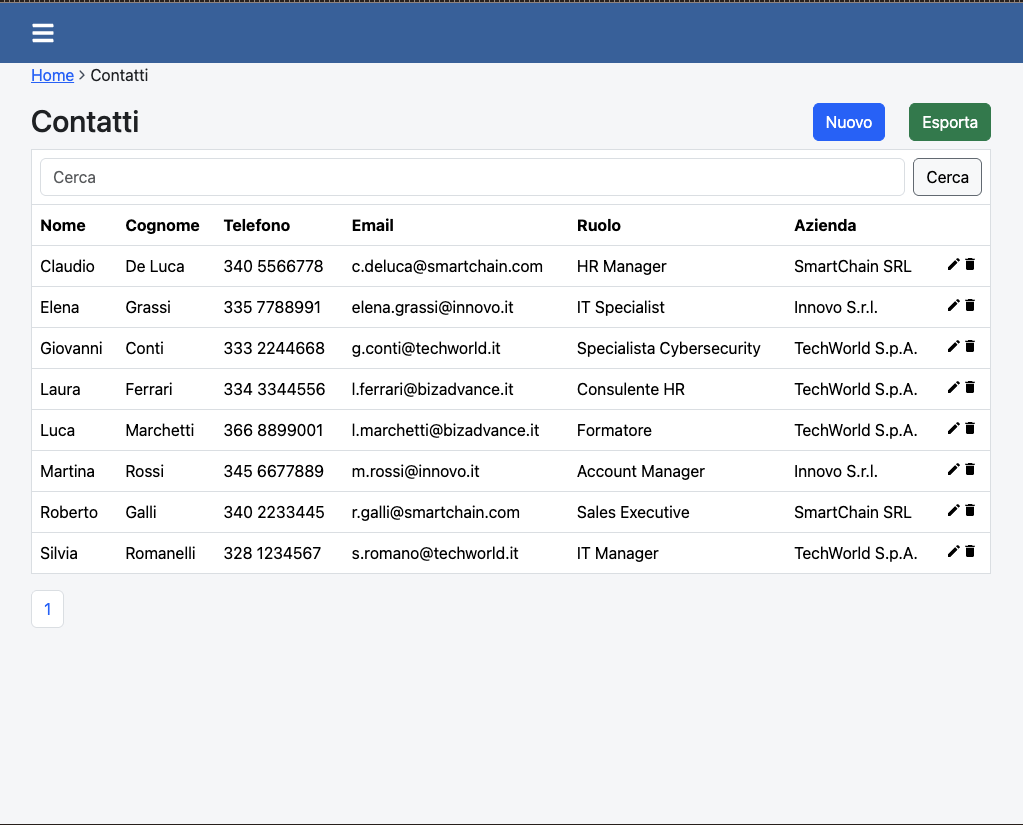 Home > Contatti
Contatti Nuovo Esporta
Cerca Cerca
Nome Cognome Telefono Email Ruolo Azienda
Claudio De Luca 340 5566778 c.deluca@smartchain.com HR Manager SmartChain SRL
Elena Grassi 335 7788991 elena.grassi@innovo.it IT Specialist Innovo S.r.l.
Giovanni Conti 333 2244668 g.conti@techworld.it Specialista Cybersecurity TechWorld S.p.A.
Laura Ferrari 334 3344556 l.ferrari@bizadvance.it Consulente HR TechWorld S.p.A.
Luca Marchetti 366 8899001 l.marchetti@bizadvance.it Formatore TechWorld S.p.A.
Martina Rossi 345 6677889 m.rossi@innovo.it Account Manager Innovo S.r.l.
Roberto Galli 340 2233445 r.galli@smartchain.com Sales Executive SmartChain SRL
Silvia Romanelli 328 1234567 s.romano@techworld.it IT Manager TechWorld S.p.A.
1